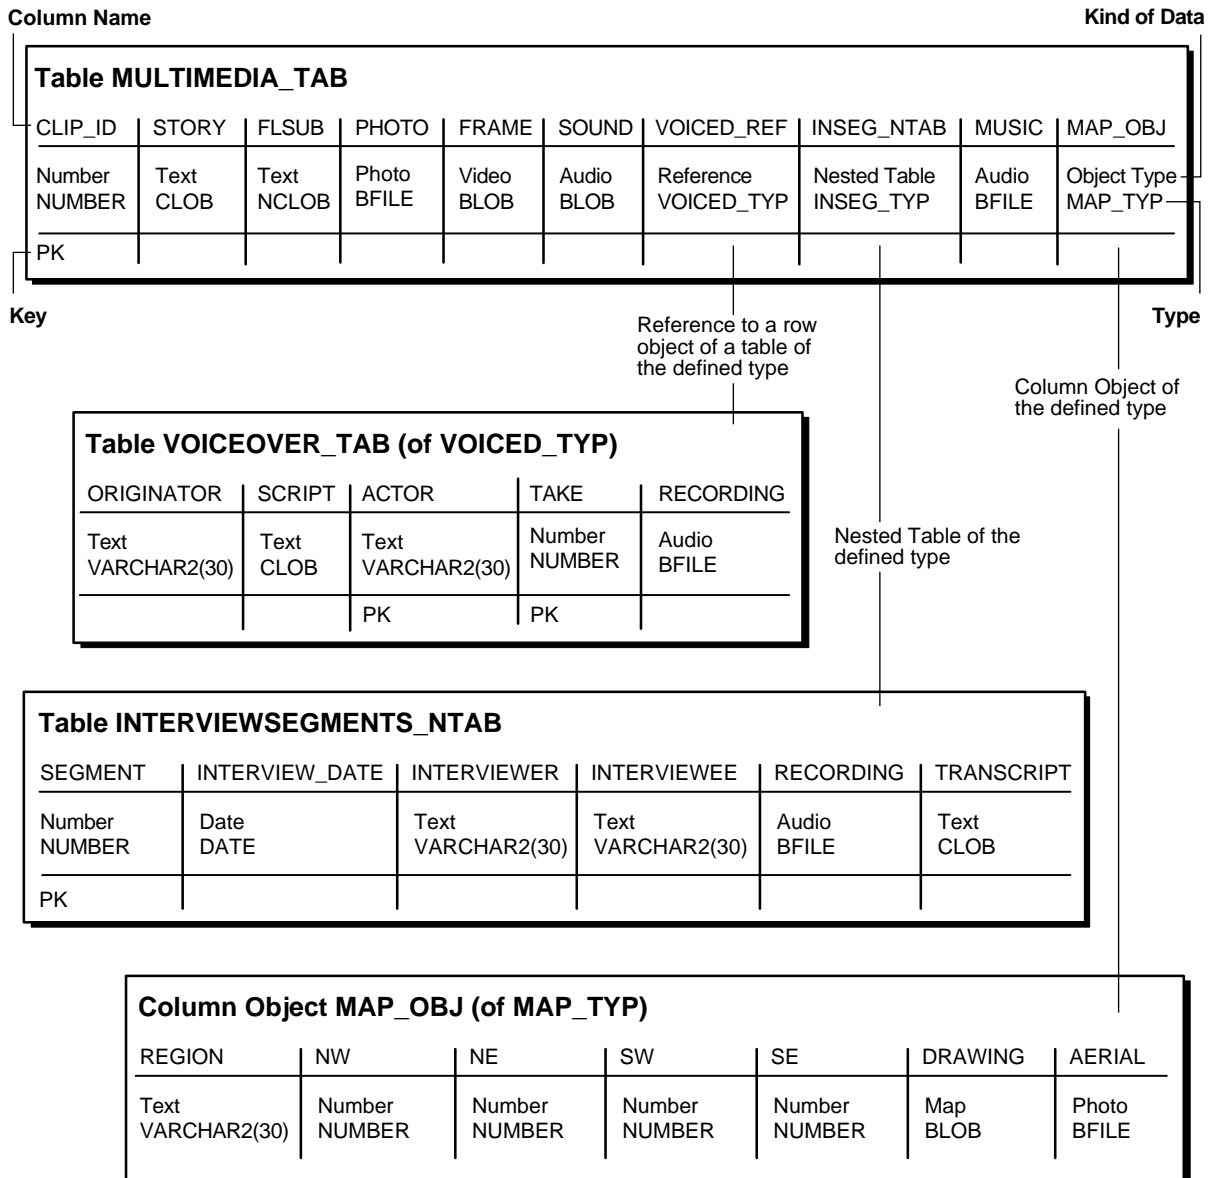 Column Name
Kind of Data
Table MULTIMEDIA_TAB
CLIP_ID STORY FLSUB PHOTO FRAME SOUND VOICED_REF INSEG_NTAB MUSIC MAP_OBJ
Number Text Text Photo Video Audio Reference Nested Table Audio Object Type
NUMBER CLOB NCLOB BFILE BLOB BLOB VOICED_TYP INSEG_TYP BFILE MAP_TYP
PK
Key
Type
Reference to a row
object of a table of
the defined type
Column Object of
the defined type
Table VOICEOVER_TAB (of VOICED_TYP)
ORIGINATOR SCRIPT ACTOR TAKE RECORDING
Text Text Text Number Audio
VARCHAR2(30) CLOB VARCHAR2(30) NUMBER BFILE
PK PK
Nested Table of the
defined type
Table INTERVIEWSEGMENTS_NTAB
SEGMENT INTERVIEW_DATE INTERVIEWER INTERVIEWEE RECORDING TRANSCRIPT
Number Date Text Text Audio Text
NUMBER DATE VARCHAR2(30) VARCHAR2(30) BFILE CLOB
PK
Column Object MAP_OBJ (of MAP_TYP)
REGION NW NE SW SE DRAWING AERIAL
Text Number Number Number Number Map Photo
VARCHAR2(30) NUMBER NUMBER NUMBER NUMBER BLOB BFILE